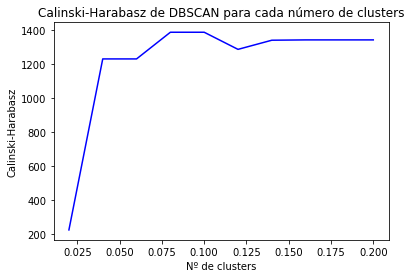 Calinski-Harabasz de DBSCAN para cada número de clusters
1400
1200
1000
800
600
400
200
Calinski-Harabasz
0.025 0.050 0.075 0.100 0.125 0.150 0.175 0.200
Nº de clusters